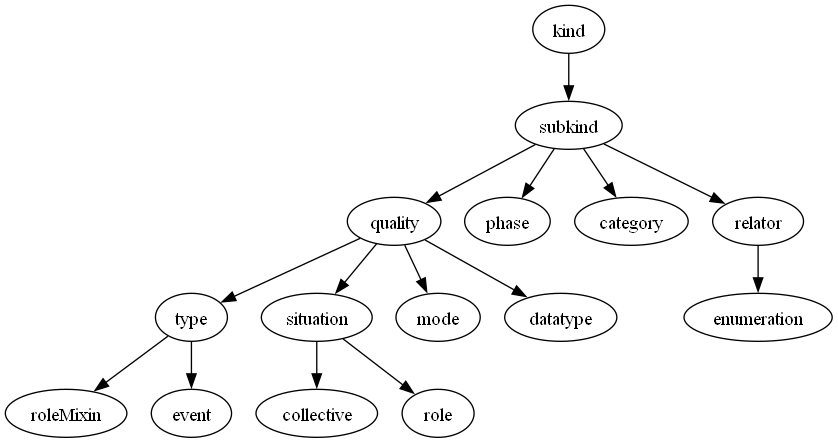 kind
subkind
quality
phase
category
relator
type
situation
mode
datatype
enumeration
roleMixin
event
collective
role